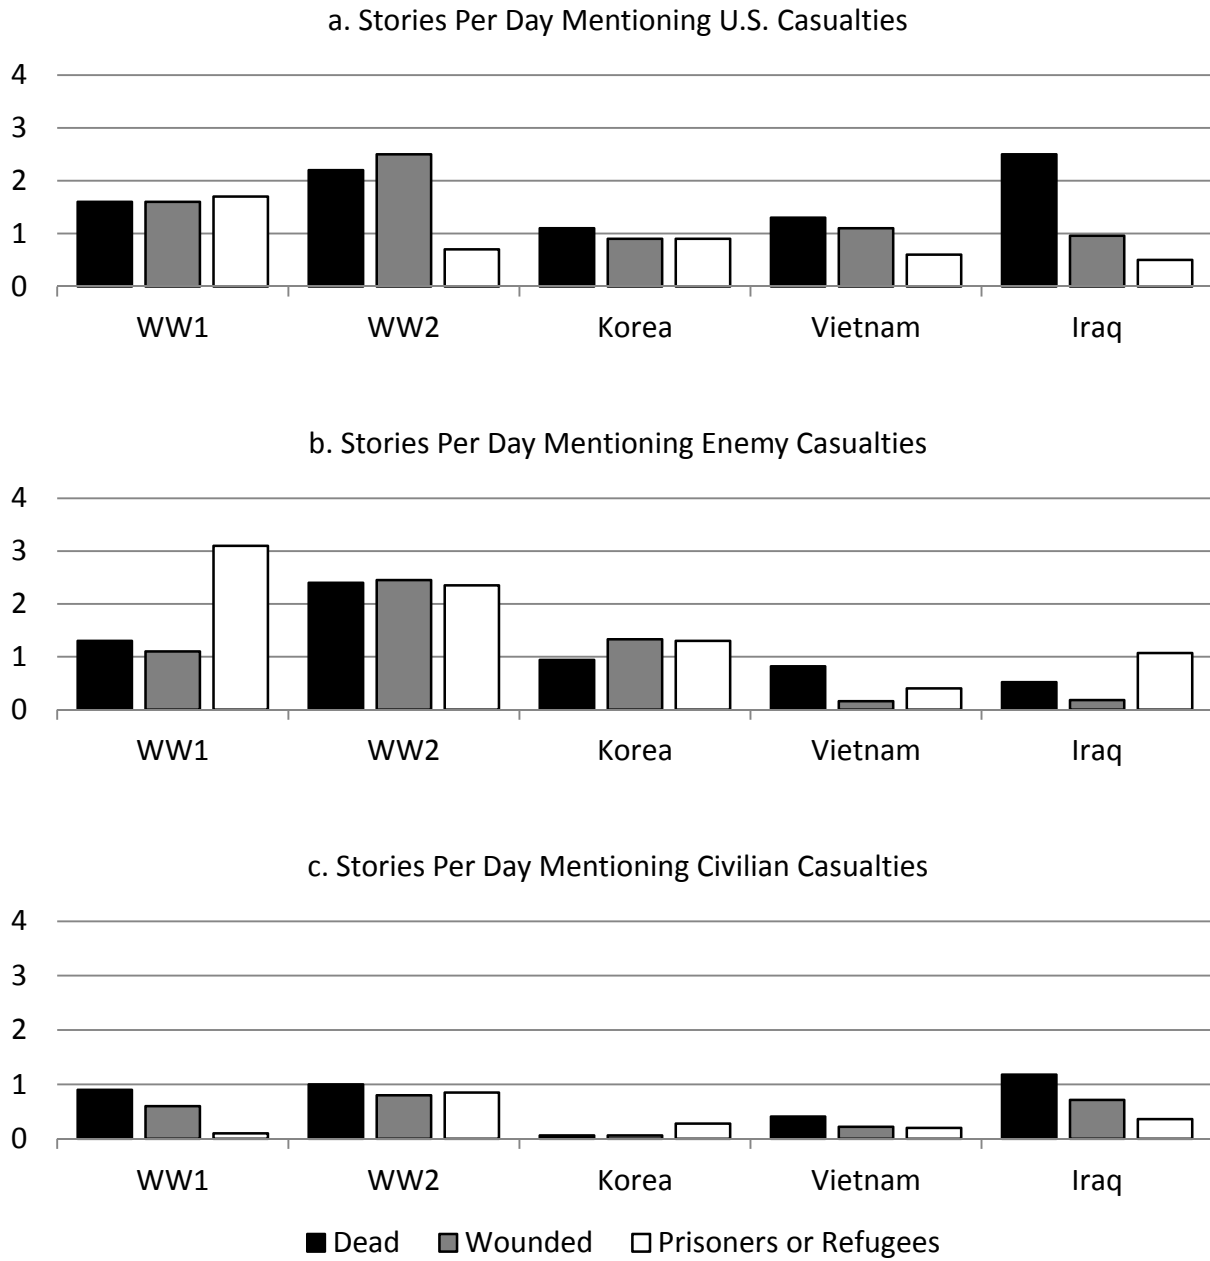 a. Stories Per Day Mentioning U.S. Casualties
4
3
2
1
0
WW1 WW2 Korea Vietnam Iraq
b. Stories Per Day Mentioning Enemy Casualties
4
3
2
1
0
WW1 WW2 Korea Vietnam Iraq
c. Stories Per Day Mentioning Civilian Casualties
4
3
2
1
0
WW1 WW2 Korea Vietnam Iraq
Dead Wounded Prisoners or Refugees